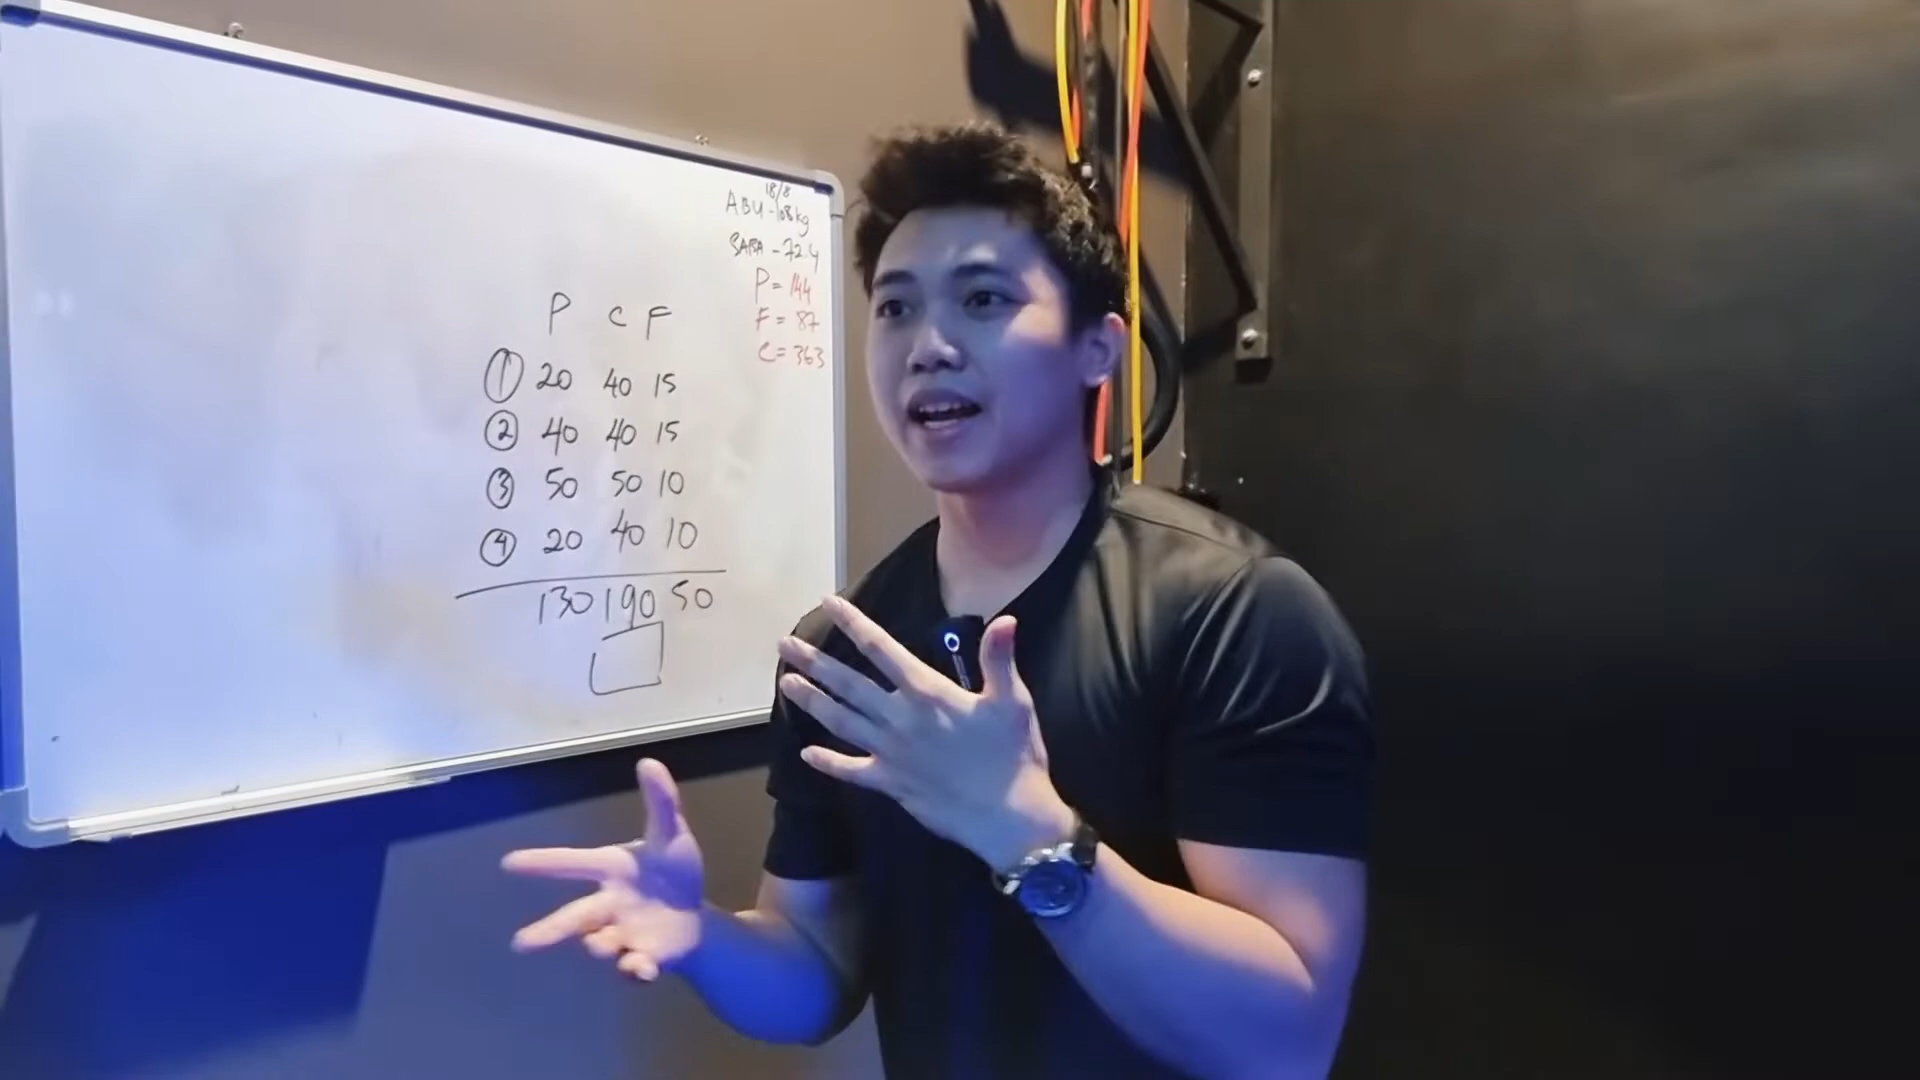 18/8
ABU - 108kg
SABA - 72.4
P = 144
F = 87
C = 363
P C F
① 20 40 15
② 40 40 15
③ 50 50 10
④ 20 40 10
130 190 50